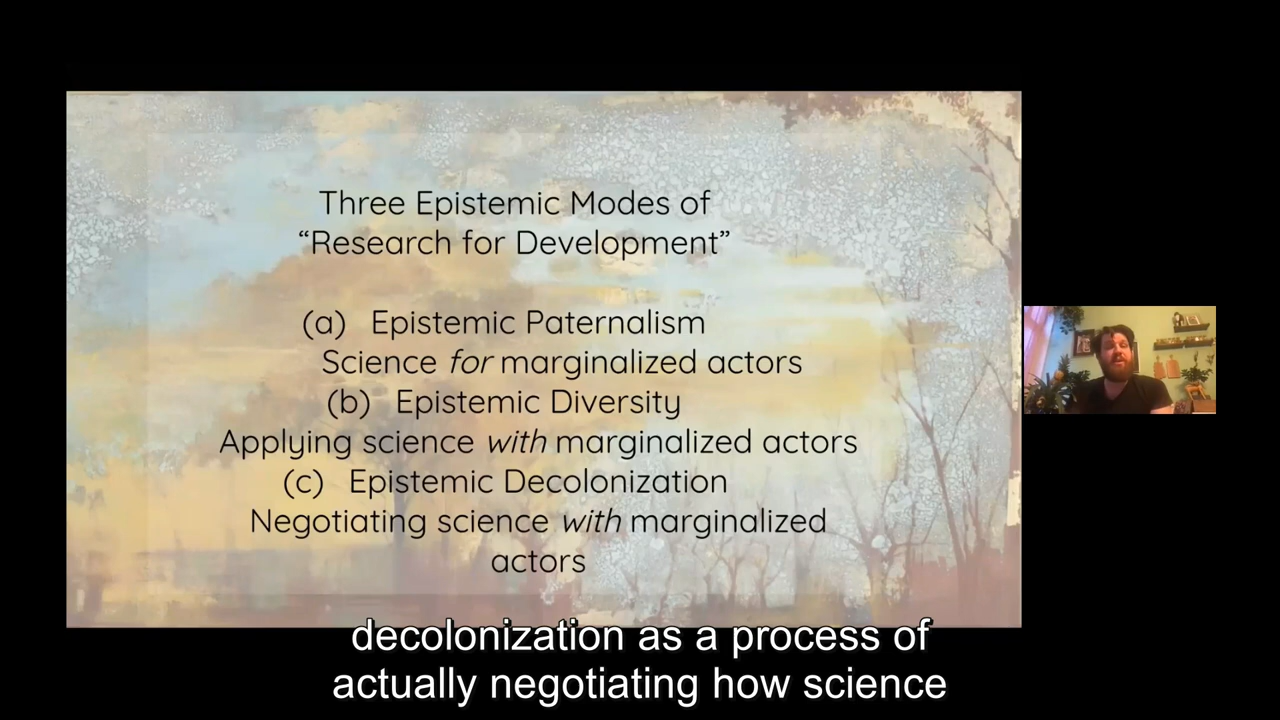 Three Epistemic Modes of
“Research for Development”
(a) Epistemic Paternalism
Science for marginalized actors
(b) Epistemic Diversity
Applying science with marginalized actors
(c) Epistemic Decolonization
Negotiating science with marginalized
actors
decolonization as a process of
actually negotiating how science